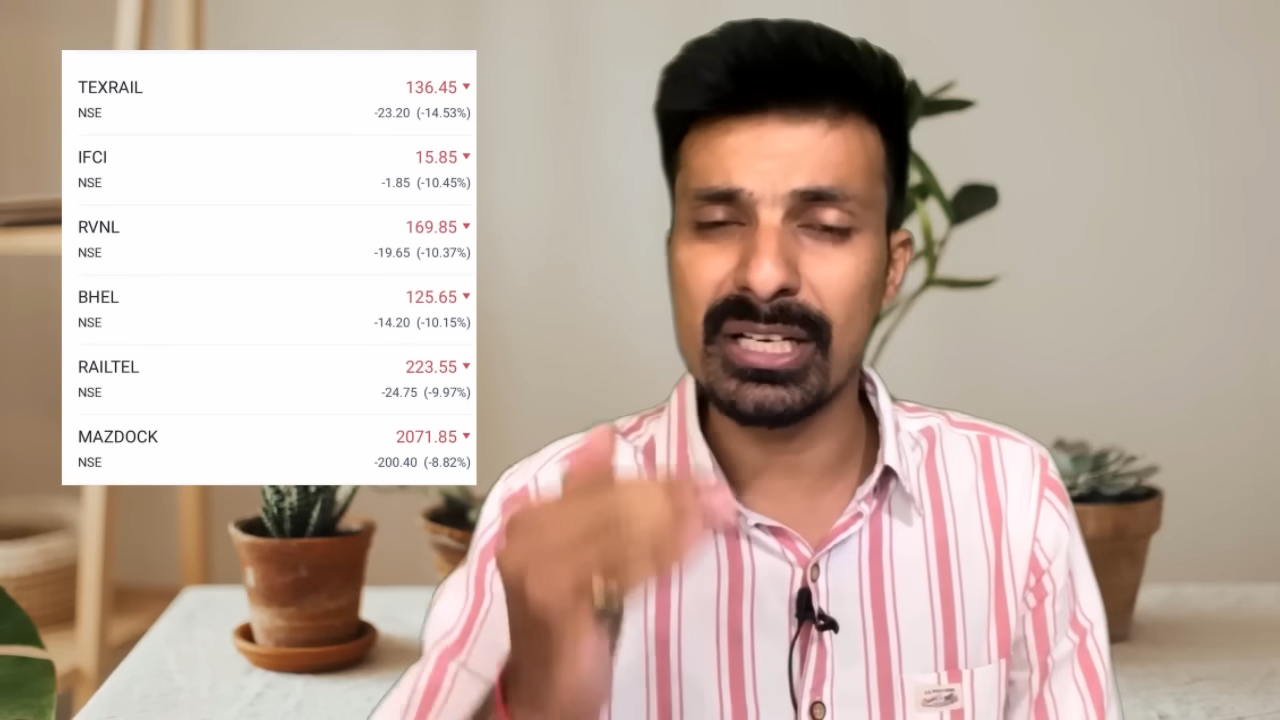 TEXRAIL 136.45
NSE -23.20 (-14.53%)
IFCI 15.85
NSE -1.85 (-10.45%)
RVNL 169.85
NSE -19.65 (-10.37%)
BHEL 125.65
NSE -14.20 (-10.15%)
RAILTEL 223.55
NSE -24.75 (-9.97%)
MAZDOCK 2071.85
NSE -200.40 (-8.82%)